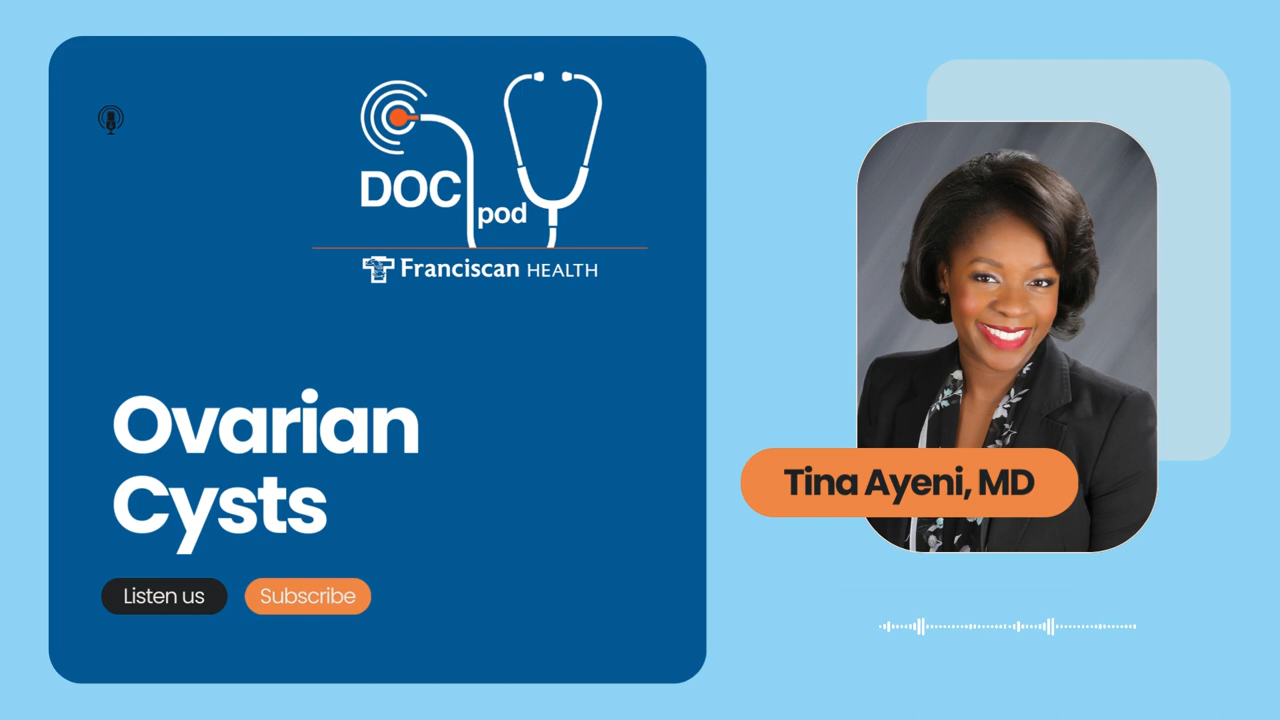 DOC
pod
Franciscan HEALTH
Ovarian
Cysts
Listen us
Subscribe
Tina Ayeni, MD